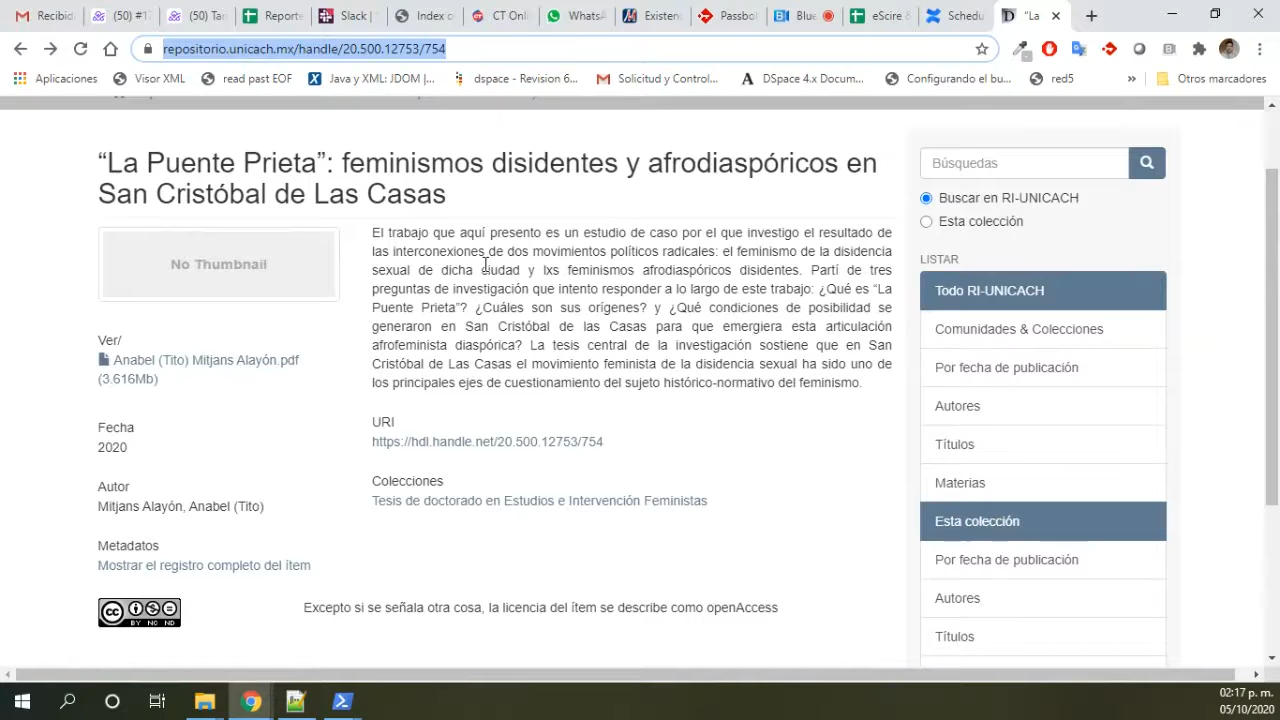 Recibid
(50) #17
(50) Tar
Reporte
Slack |
Index o
CT Onli
WhatsA
Existen
Passbol
Blue
eScire &
Schedu
“La
repositorio.unicach.mx/handle/20.500.12753/754
Aplicaciones
Visor XML
read past EOF
Java y XML: JDOM |...
dspace - Revision 6...
Solicitud y Control...
DSpace 4.x Docum...
Configurando el bu...
red5
»
Otros marcadores
“La Puente Prieta”: feminismos disidentes y afrodiaspóricos en
San Cristóbal de Las Casas
No Thumbnail
Ver/
Anabel (Tito) Mitjans Alayón.pdf
(3.616Mb)
Fecha
2020
Autor
Mitjans Alayón, Anabel (Tito)
Metadatos
Mostrar el registro completo del ítem
El trabajo que aquí presento es un estudio de caso por el que investigo el resultado de
las interconexiones de dos movimientos políticos radicales: el feminismo de la disidencia
sexual de dicha ciudad y lxs feminismos afrodiaspóricos disidentes. Partí de tres
preguntas de investigación que intento responder a lo largo de este trabajo: ¿Qué es “La
Puente Prieta”? ¿Cuáles son sus orígenes? y ¿Qué condiciones de posibilidad se
generaron en San Cristóbal de las Casas para que emergiera esta articulación
afrofeminista diaspórica? La tesis central de la investigación sostiene que en San
Cristóbal de Las Casas el movimiento feminista de la disidencia sexual ha sido uno de
los principales ejes de cuestionamiento del sujeto histórico-normativo del feminismo.
URI
https://hdl.handle.net/20.500.12753/754
Colecciones
Tesis de doctorado en Estudios e Intervención Feministas
cc
BY NC ND
Excepto si se señala otra cosa, la licencia del ítem se describe como openAccess
Búsquedas
Buscar en RI-UNICACH
Esta colección
LISTAR
Todo RI-UNICACH
Comunidades & Colecciones
Por fecha de publicación
Autores
Títulos
Materias
Esta colección
Por fecha de publicación
Autores
Títulos
02:17 p. m.
05/10/2020